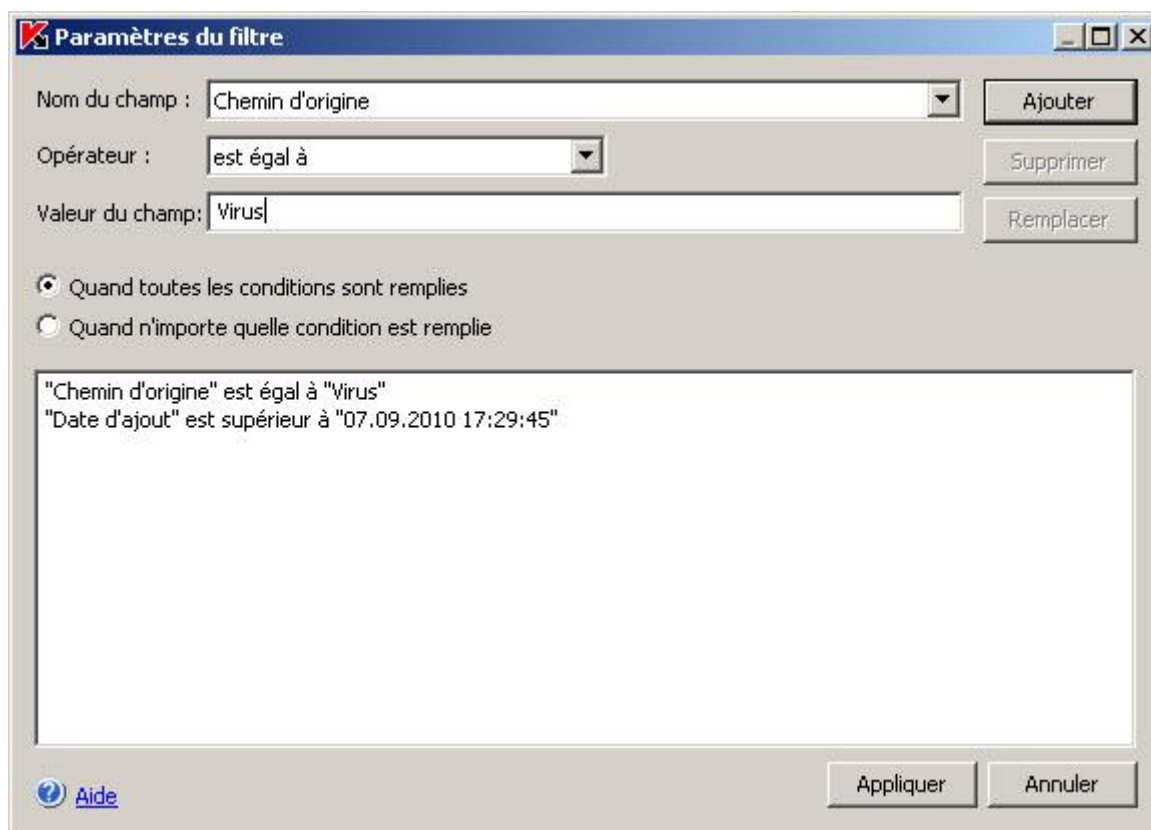 Paramètres du filtre
Nom du champ : Chemin d'origine Ajouter
Opérateur : est égal à Supprimer
Valeur du champ: Virus Remplacer
Quand toutes les conditions sont remplies
Quand n'importe quelle condition est remplie
"Chemin d'origine" est égal à "Virus"
"Date d'ajout" est supérieur à "07.09.2010 17:29:45"
Aide Appliquer Annuler